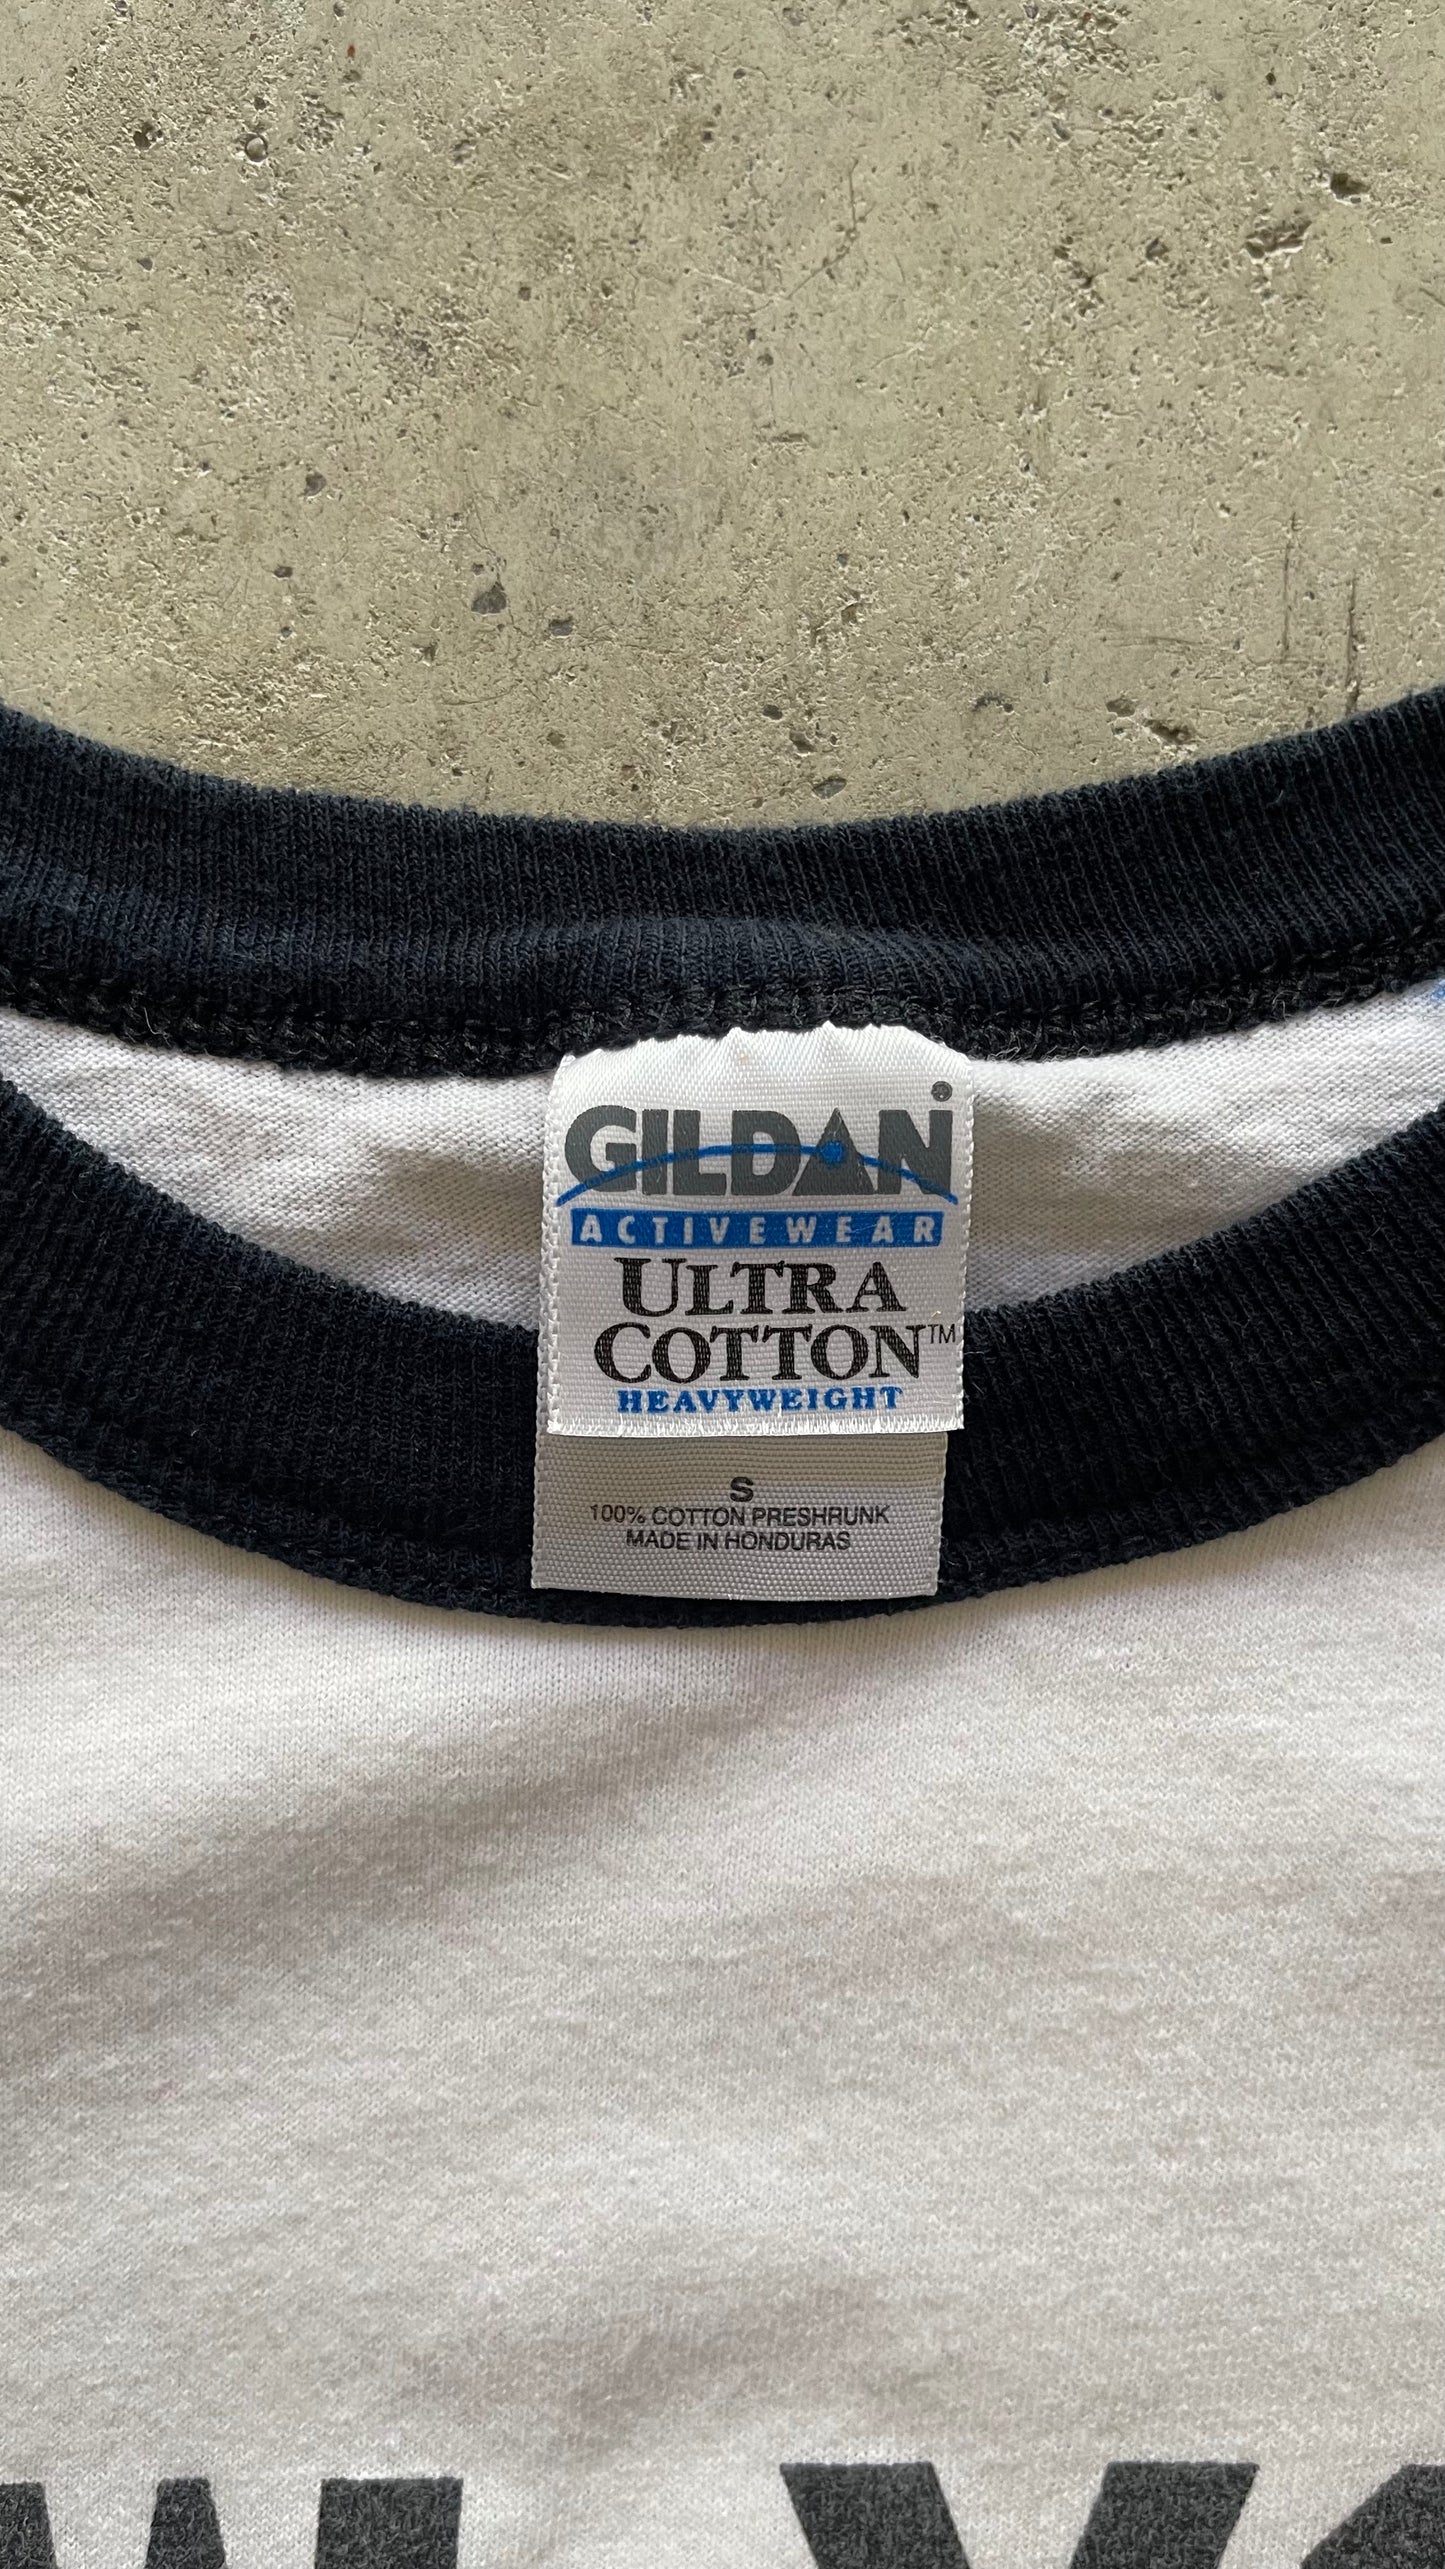 GILDAN
ACTIVEWEAR
ULTRA
COTTON™
HEAVYWEIGHT
S
100% COTTON PRESHRUNK
MADE IN HONDURAS